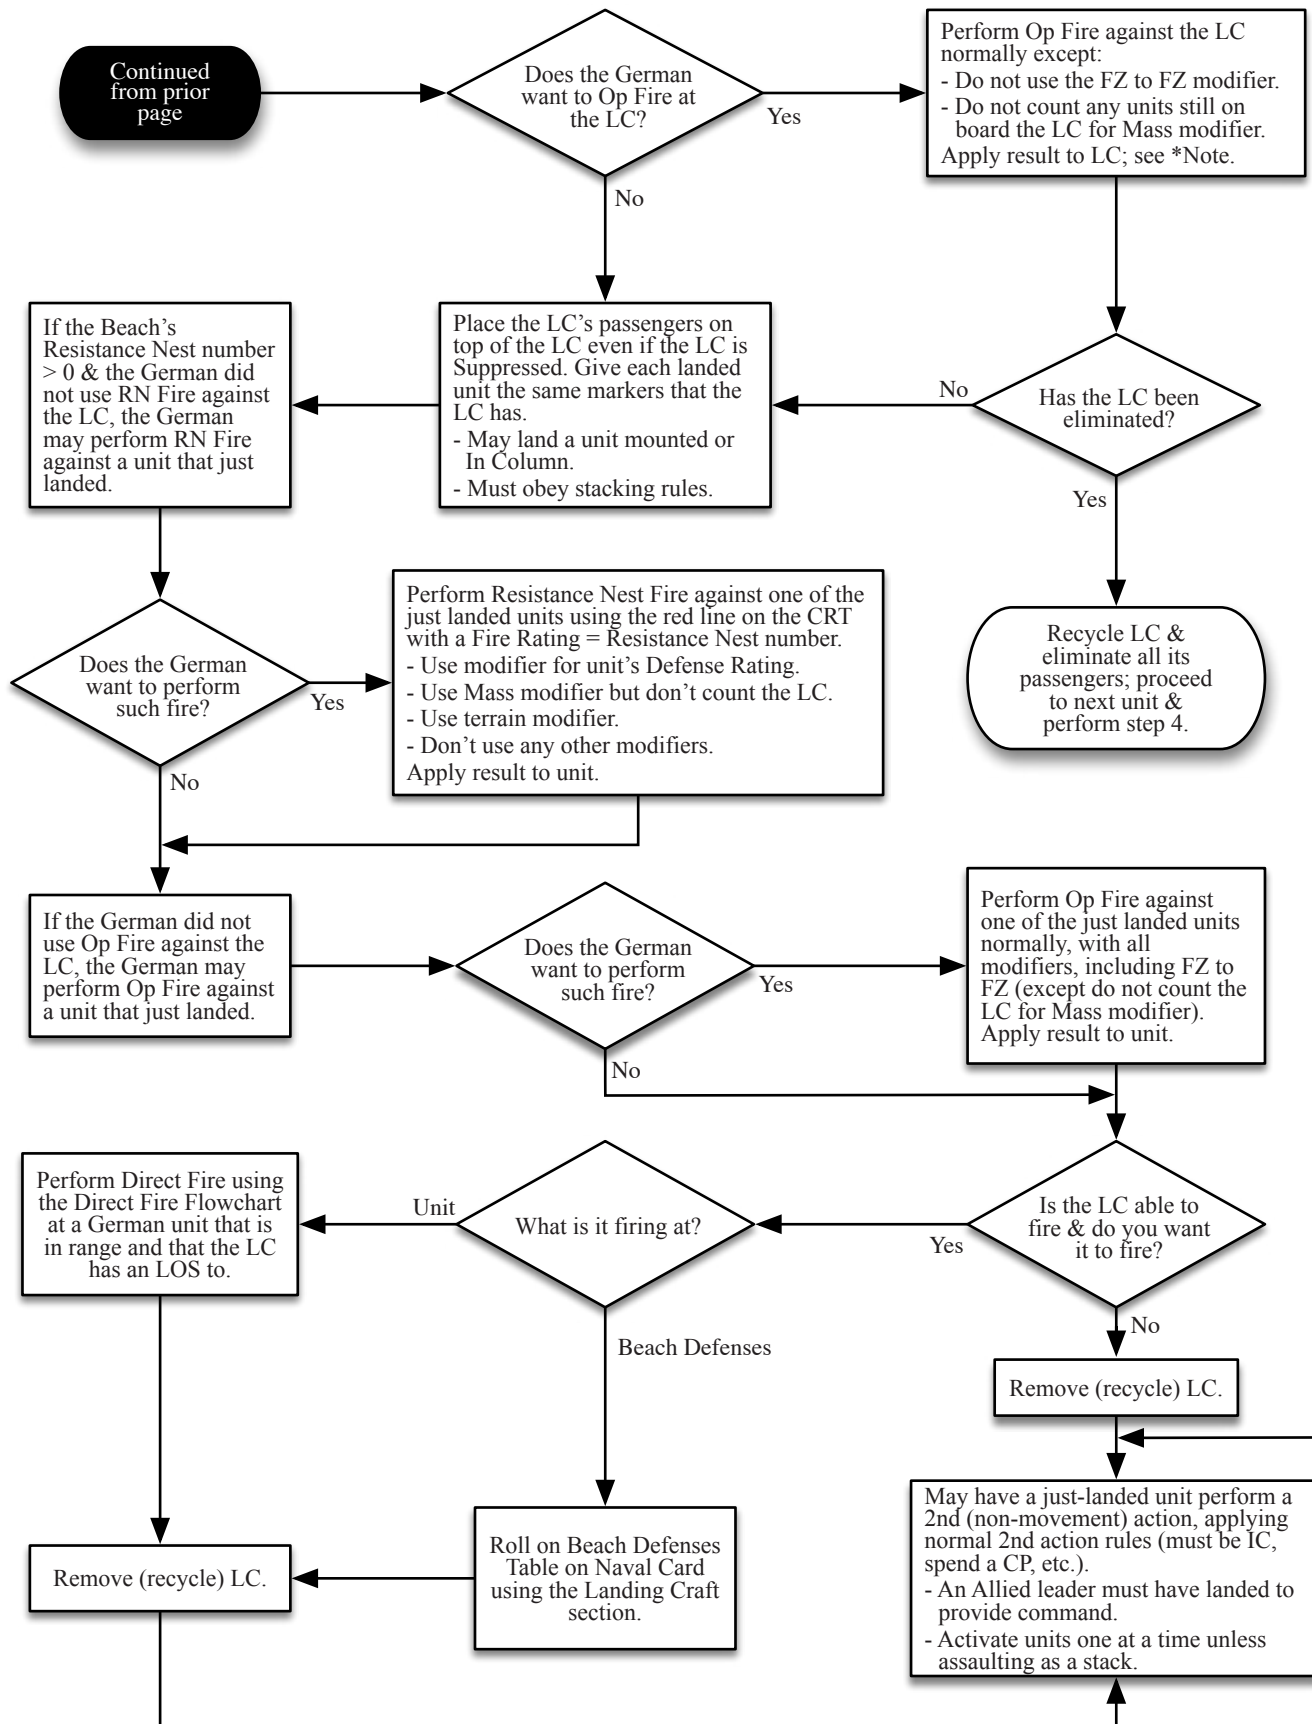 Continued
from prior
page
Does the German
want to Op Fire at
the LC?
Yes
No
Perform Op Fire against the LC
normally except:
- Do not use the FZ to FZ modifier.
- Do not count any units still on
board the LC for Mass modifier.
Apply result to LC; see *Note.
If the Beach’s
Resistance Nest number
> 0 & the German did
not use RN Fire against
the LC, the German
may perform RN Fire
against a unit that just
landed.
Place the LC’s passengers on
top of the LC even if the LC is
Suppressed. Give each landed
unit the same markers that the
LC has.
- May land a unit mounted or
In Column.
- Must obey stacking rules.
No
Has the LC been
eliminated?
Yes
Recycle LC &
eliminate all its
passengers; proceed
to next unit &
perform step 4.
Does the German
want to perform
such fire?
Yes
No
Perform Resistance Nest Fire against one of the
just landed units using the red line on the CRT
with a Fire Rating = Resistance Nest number.
- Use modifier for unit’s Defense Rating.
- Use Mass modifier but don’t count the LC.
- Use terrain modifier.
- Don’t use any other modifiers.
Apply result to unit.
If the German did not
use Op Fire against the
LC, the German may
perform Op Fire against
a unit that just landed.
Does the German
want to perform
such fire?
Yes
No
Perform Op Fire against
one of the just landed units
normally, with all
modifiers, including FZ to
FZ (except do not count the
LC for Mass modifier).
Apply result to unit.
Perform Direct Fire using
the Direct Fire Flowchart
at a German unit that is
in range and that the LC
has an LOS to.
Unit
What is it firing at?
Yes
Is the LC able to
fire & do you want
it to fire?
No
Beach Defenses
Remove (recycle) LC.
Remove (recycle) LC.
Roll on Beach Defenses
Table on Naval Card
using the Landing Craft
section.
May have a just-landed unit perform a
2nd (non-movement) action, applying
normal 2nd action rules (must be IC,
spend a CP, etc.).
- An Allied leader must have landed to
provide command.
- Activate units one at a time unless
assaulting as a stack.